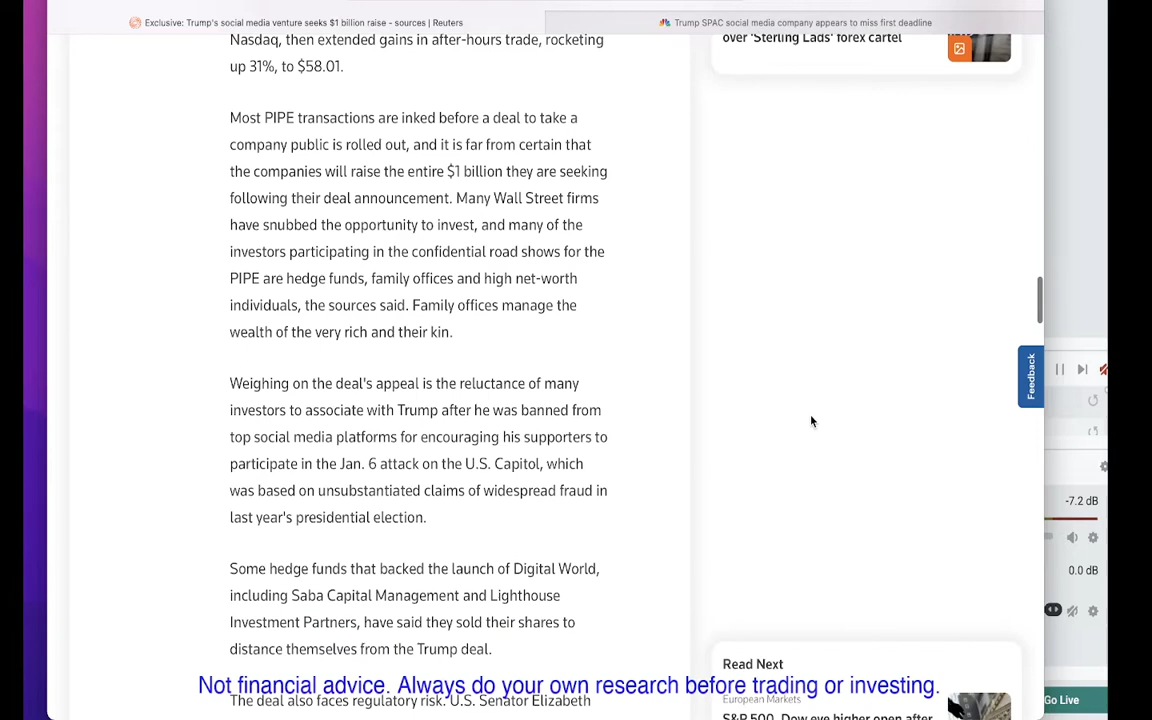 Exclusive: Trump's social media venture seeks $1 billion raise - sources | Reuters
Trump SPAC social media company appears to miss first deadline
Nasdaq, then extended gains in after-hours trade, rocketing
up 31%, to $58.01.
Most PIPE transactions are inked before a deal to take a
company public is rolled out, and it is far from certain that
the companies will raise the entire $1 billion they are seeking
following their deal announcement. Many Wall Street firms
have snubbed the opportunity to invest, and many of the
investors participating in the confidential road shows for the
PIPE are hedge funds, family offices and high net-worth
individuals, the sources said. Family offices manage the
wealth of the very rich and their kin.
Weighing on the deal's appeal is the reluctance of many
investors to associate with Trump after he was banned from
top social media platforms for encouraging his supporters to
participate in the Jan. 6 attack on the U.S. Capitol, which
was based on unsubstantiated claims of widespread fraud in
last year's presidential election.
Some hedge funds that backed the launch of Digital World,
including Saba Capital Management and Lighthouse
Investment Partners, have said they sold their shares to
distance themselves from the Trump deal.
The deal also faces regulatory risk. U.S. Senator Elizabeth
over 'Sterling Lads' forex cartel
Feedback
Read Next
European Markets
S&P 500, Dow eye higher open after
-7.2 dB
0.0 dB
Go Live
Not financial advice. Always do your own research before trading or investing.